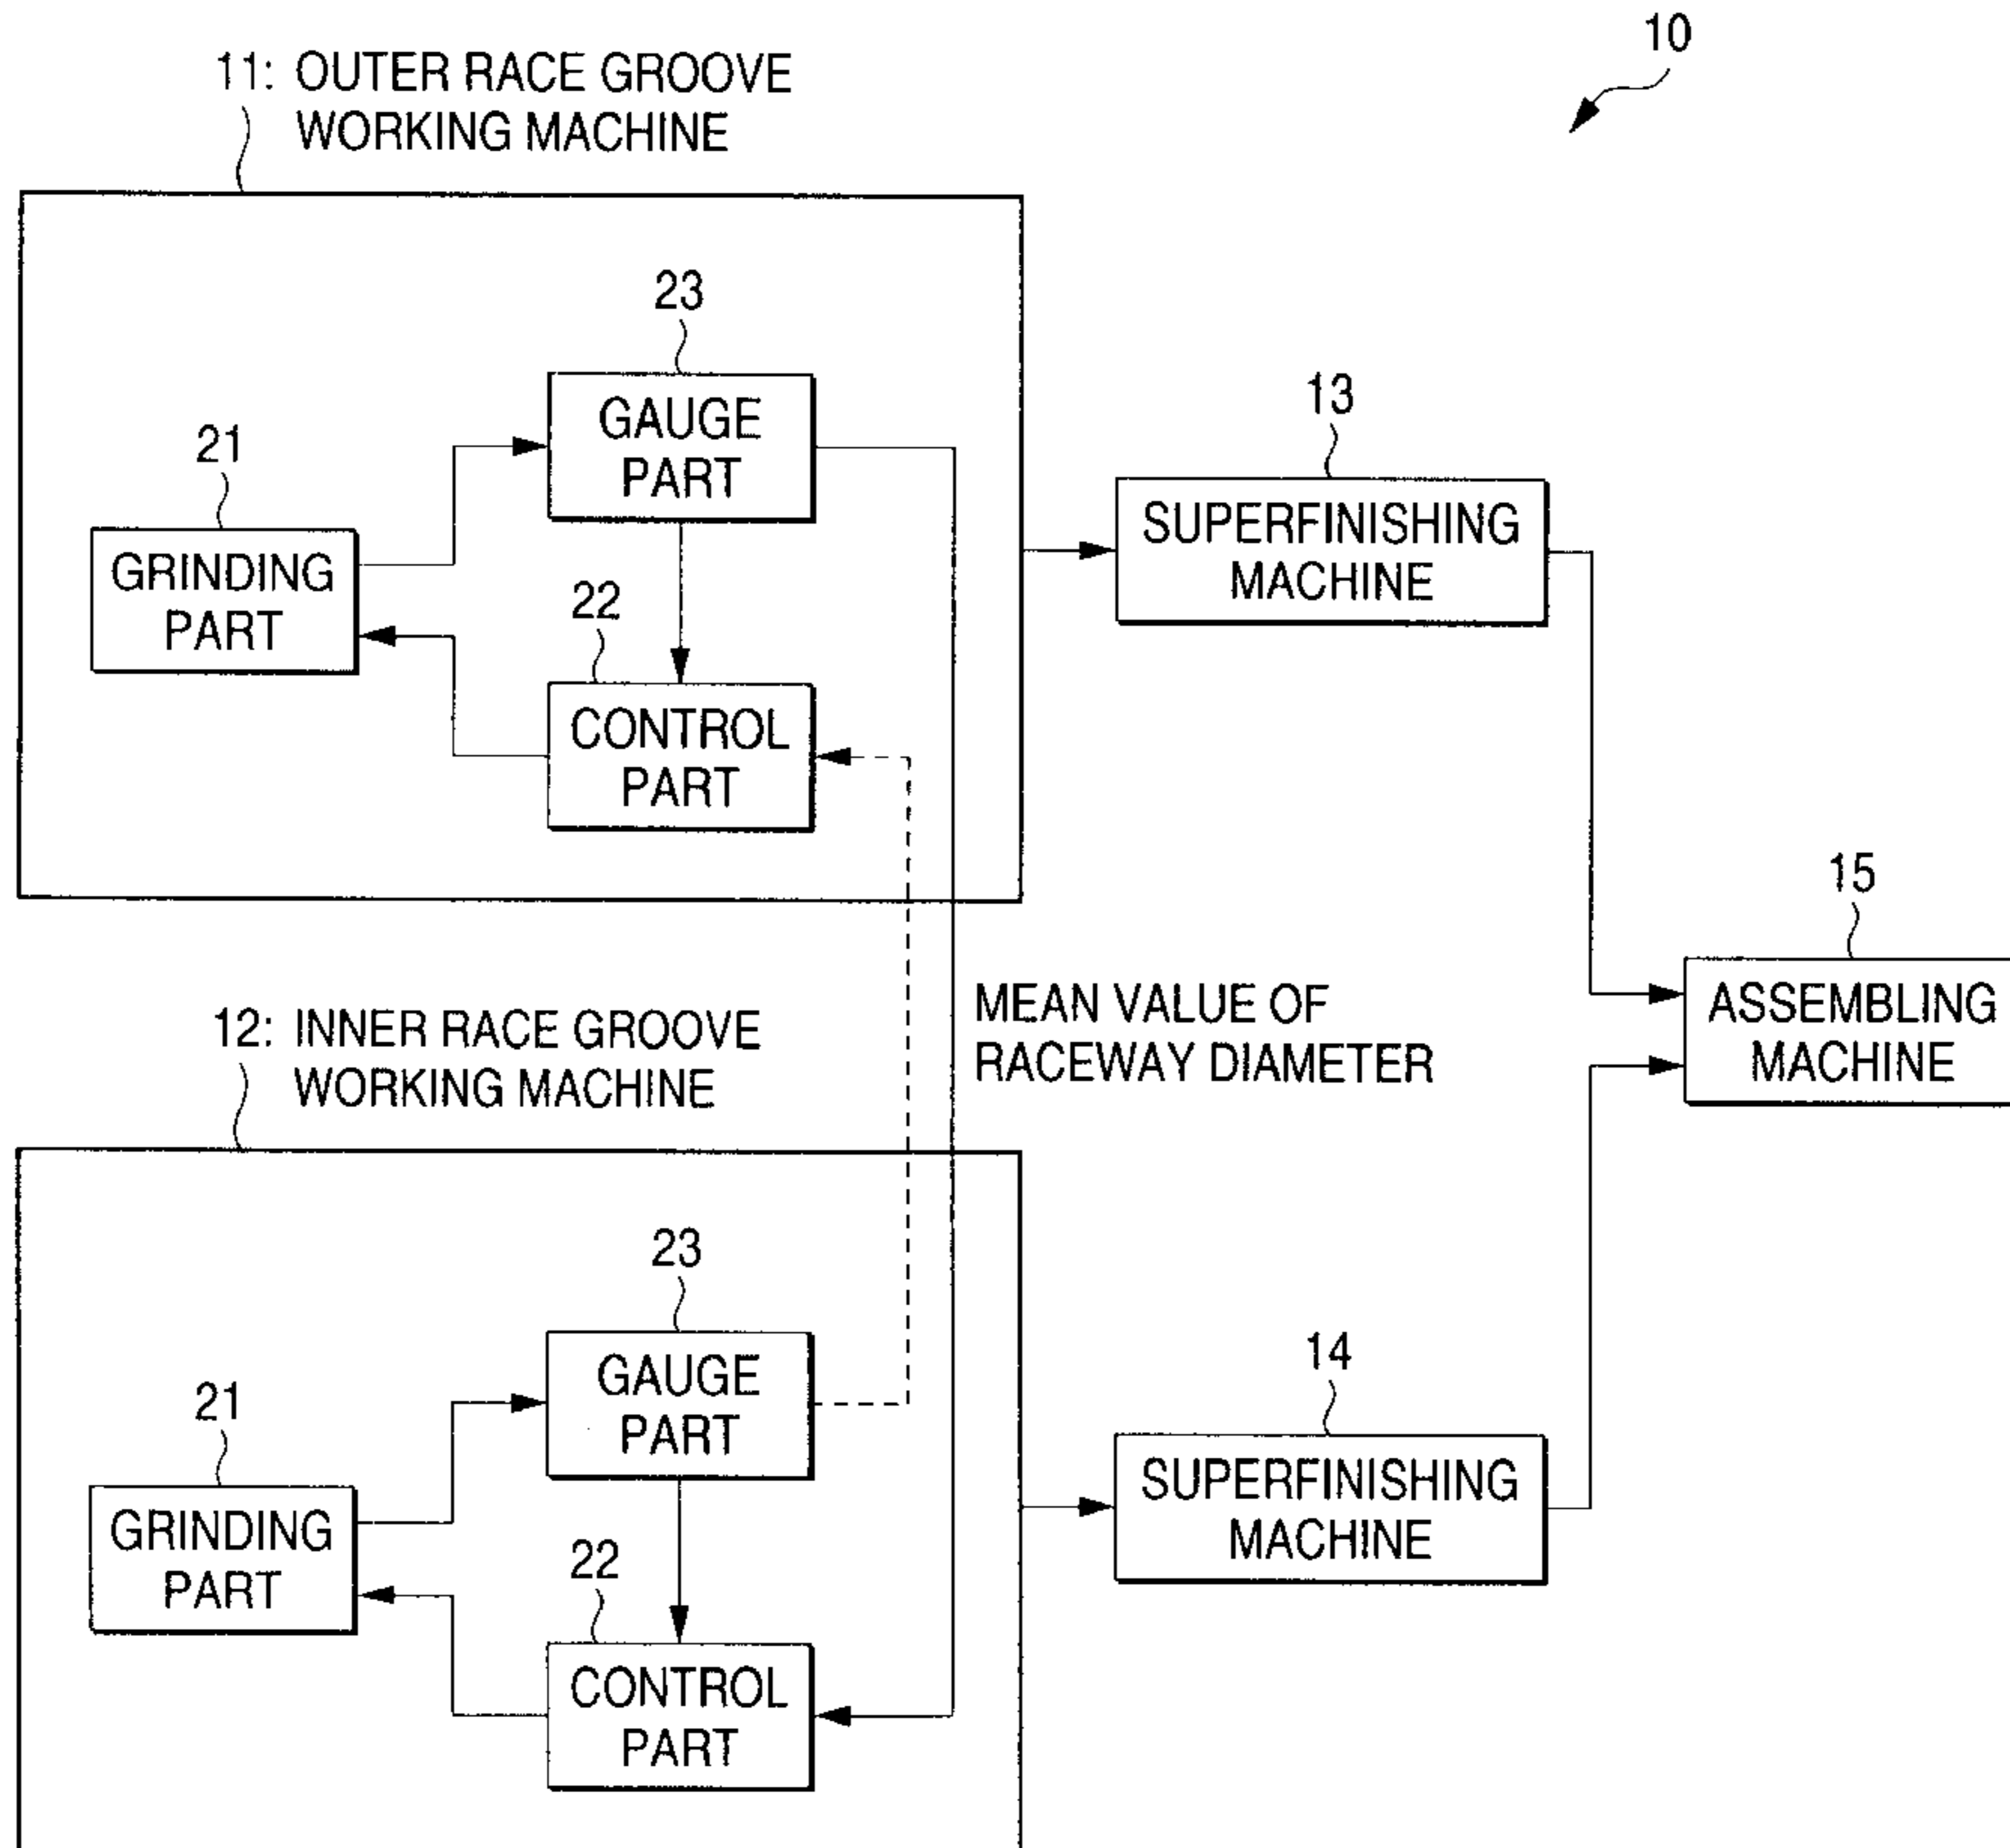 10
11: OUTER RACE GROOVE
WORKING MACHINE
23
GAUGE
PART
21
GRINDING
PART
22
CONTROL
PART
13
SUPERFINISHING
MACHINE
15
ASSEMBLING
MACHINE
MEAN VALUE OF
RACEWAY DIAMETER
12: INNER RACE GROOVE
WORKING MACHINE
23
GAUGE
PART
21
GRINDING
PART
22
CONTROL
PART
14
SUPERFINISHING
MACHINE